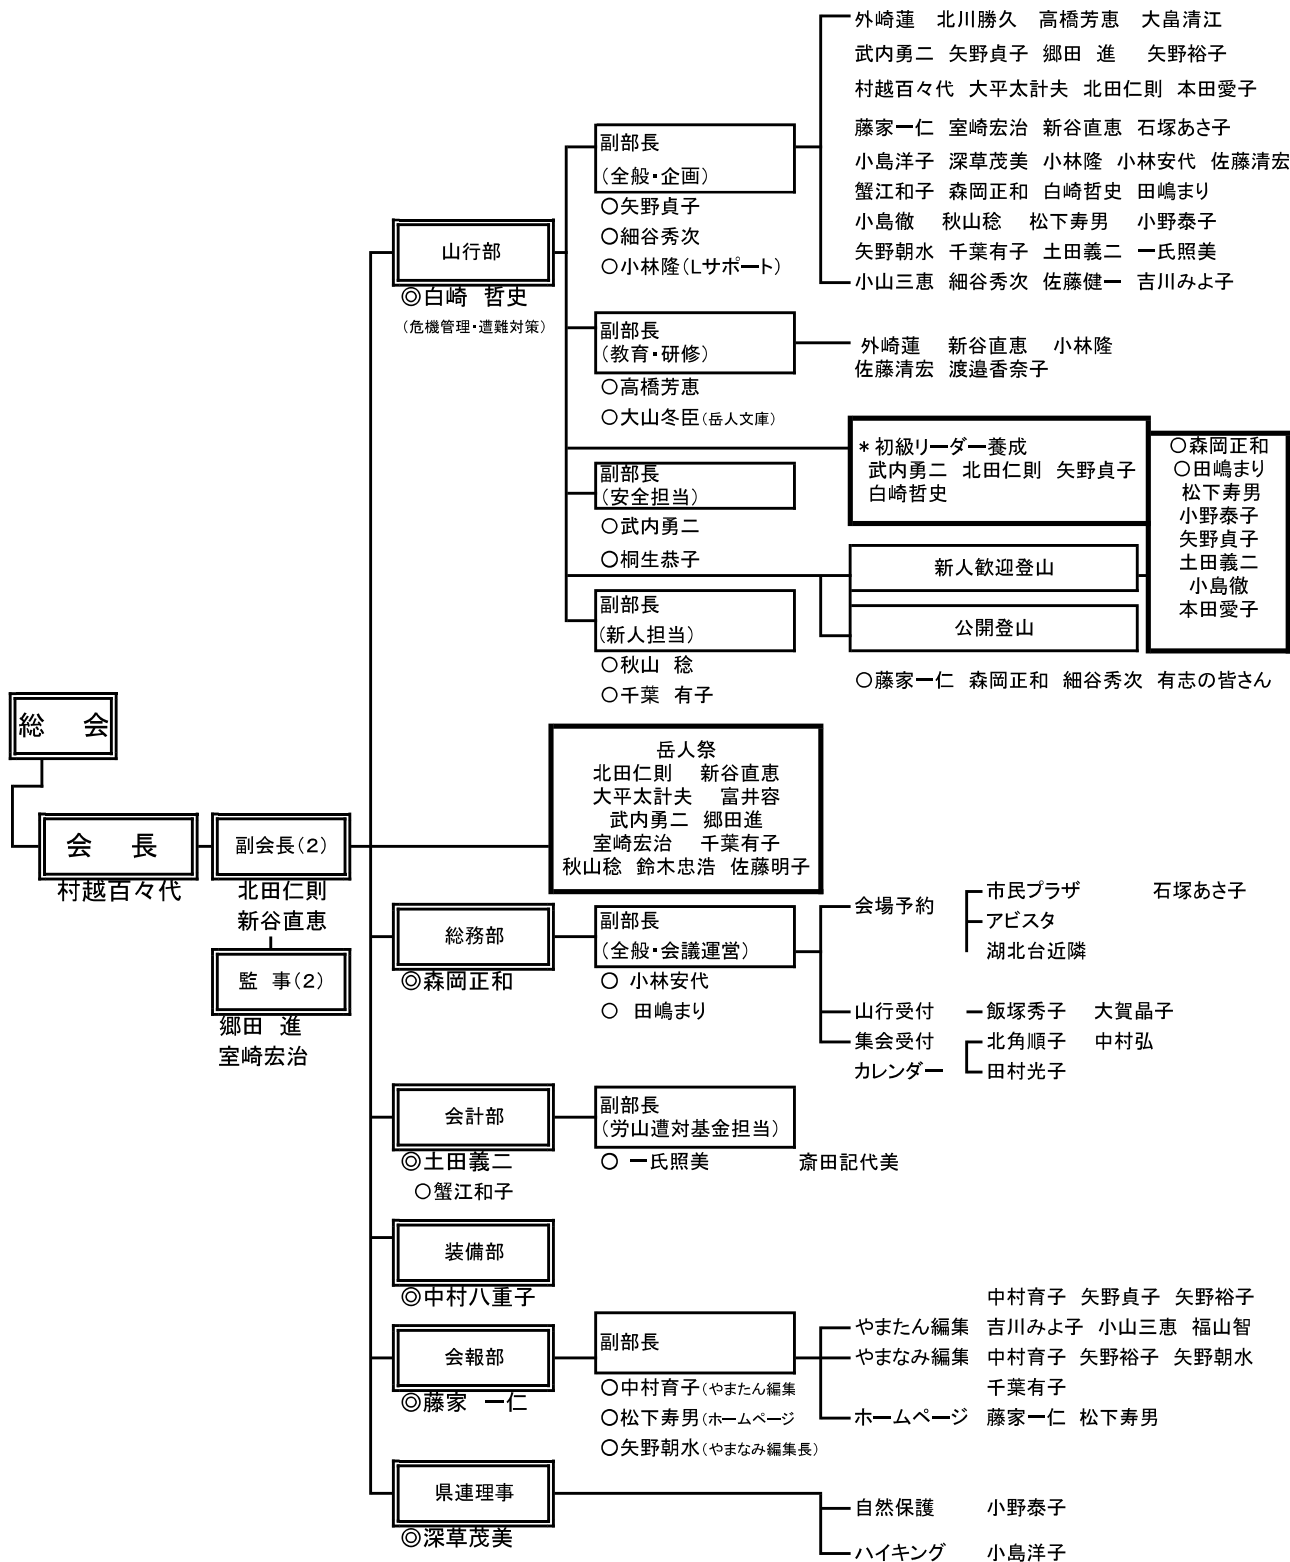 総　会
会　長
村越百々代
副会長(2)
北田仁則
新谷直恵
監　事(2)
郷田　進
室崎宏治
山行部
◎白崎　哲史
(危機管理・遭難対策)
副部長
(全般・企画)
○矢野貞子
○細谷秀次
○小林隆(Lサポート)
外崎蓮　北川勝久　高橋芳恵　大畠清江
武内勇二　矢野貞子　郷田　進　矢野裕子
村越百々代　大平太計夫　北田仁則　本田愛子
藤家一仁　室崎宏治　新谷直恵　石塚あさ子
小島洋子　深草茂美　小林隆　小林安代　佐藤清宏
蟹江和子　森岡正和　白崎哲史　田嶋まり
小島徹　秋山稔　松下寿男　小野泰子
矢野朝水　千葉有子　土田義二　一氏照美
小山三恵　細谷秀次　佐藤健一　吉川みよ子
副部長
(教育・研修)
○高橋芳恵
○大山冬臣(岳人文庫)
外崎蓮　新谷直恵　小林隆
佐藤清宏　渡邉香奈子
＊初級リーダー養成
武内勇二　北田仁則　矢野貞子
白崎哲史
○森岡正和
○田嶋まり
松下寿男
小野泰子
矢野貞子
土田義二
小島徹
本田愛子
副部長
(安全担当)
○武内勇二
○桐生恭子
新人歓迎登山
公開登山
○藤家一仁　森岡正和　細谷秀次　有志の皆さん
副部長
(新人担当)
○秋山　稔
○千葉　有子
岳人祭
北田仁則　新谷直恵
大平太計夫　富井容
武内勇二　郷田進
室崎宏治　千葉有子
秋山稔　鈴木忠浩　佐藤明子
総務部
◎森岡正和
副部長
(全般・会議運営)
○　小林安代
○　田嶋まり
会場予約
市民プラザ　石塚あさ子
アビスタ
湖北台近隣
山行受付　飯塚秀子　大賀晶子
集会受付　北角順子　中村弘
カレンダー　田村光子
会計部
◎土田義二
○蟹江和子
副部長
(労山遭対基金担当)
○　一氏照美　斎田記代美
装備部
◎中村八重子
会報部
◎藤家　一仁
副部長
○中村育子(やまたん編集
○松下寿男(ホームページ
○矢野朝水(やまなみ編集長)
中村育子　矢野貞子　矢野裕子
やまたん編集　吉川みよ子　小山三恵　福山智
やまなみ編集　中村育子　矢野裕子　矢野朝水
千葉有子
ホームページ　藤家一仁　松下寿男
県連理事
◎深草茂美
自然保護　小野泰子
ハイキング　小島洋子